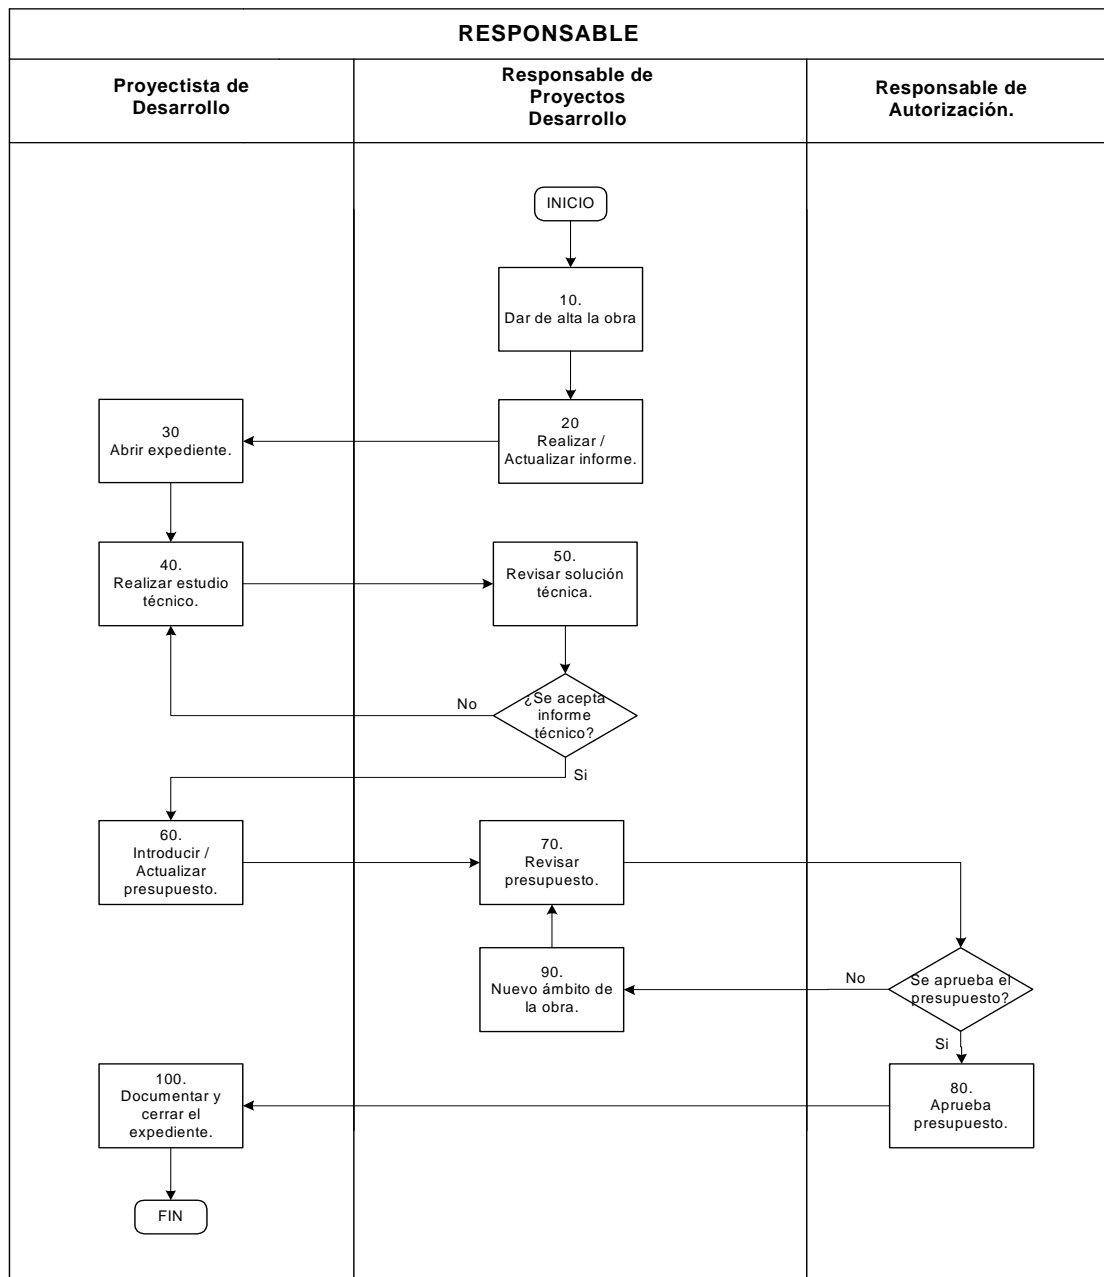 RESPONSABLE
Proyectista de
Desarrollo
Responsable de
Proyectos
Desarrollo
Responsable de
Autorización.
INICIO
10.
Dar de alta la obra
20
Realizar /
Actualizar informe.
30
Abrir expediente.
40.
Realizar estudio
técnico.
50.
Revisar solución
técnica.
¿Se acepta
informe
técnico?
No
Si
60.
Introducir /
Actualizar
presupuesto.
70.
Revisar
presupuesto.
Se aprueba el
presupuesto?
No
Si
90.
Nuevo ámbito de
la obra.
80.
Aprueba
presupuesto.
100.
Documentar y
cerrar el
expediente.
FIN